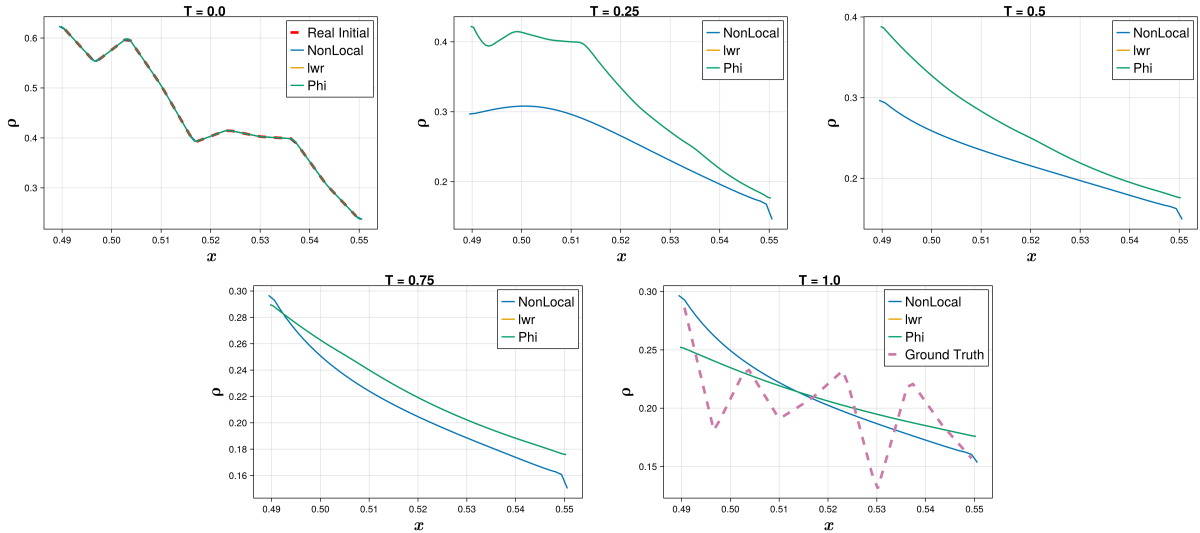 T = 0.0
ρ
0.6
0.5
0.4
0.3
Real Initial
NonLocal
lwr
Phi
0.49 0.50 0.51 0.52 0.53 0.54 0.55
x
T = 0.25
ρ
0.4
0.3
0.2
NonLocal
lwr
Phi
0.49 0.50 0.51 0.52 0.53 0.54 0.55
x
T = 0.5
ρ
0.4
0.3
0.2
NonLocal
lwr
Phi
0.49 0.50 0.51 0.52 0.53 0.54 0.55
x
T = 0.75
ρ
0.30
0.28
0.26
0.24
0.22
0.20
0.18
0.16
NonLocal
lwr
Phi
0.49 0.50 0.51 0.52 0.53 0.54 0.55
x
T = 1.0
ρ
0.30
0.25
0.20
0.15
NonLocal
lwr
Phi
Ground Truth
0.49 0.50 0.51 0.52 0.53 0.54 0.55
x